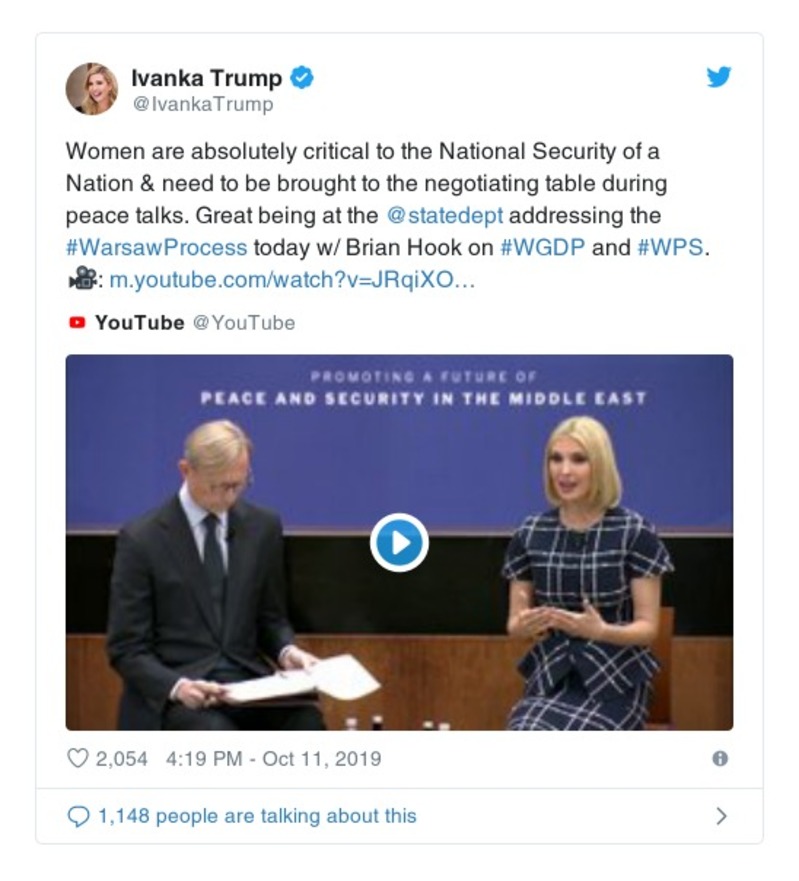 Ivanka Trump
@IvankaTrump
Women are absolutely critical to the National Security of a
Nation & need to be brought to the negotiating table during
peace talks. Great being at the @statedept addressing the
#WarsawProcess today w/ Brian Hook on #WGDP and #WPS.
🎥: m.youtube.com/watch?v=JRqiXO…
YouTube @YouTube
PROMOTING A FUTURE OF
PEACE AND SECURITY IN THE MIDDLE EAST
2,054 4:19 PM - Oct 11, 2019
1,148 people are talking about this